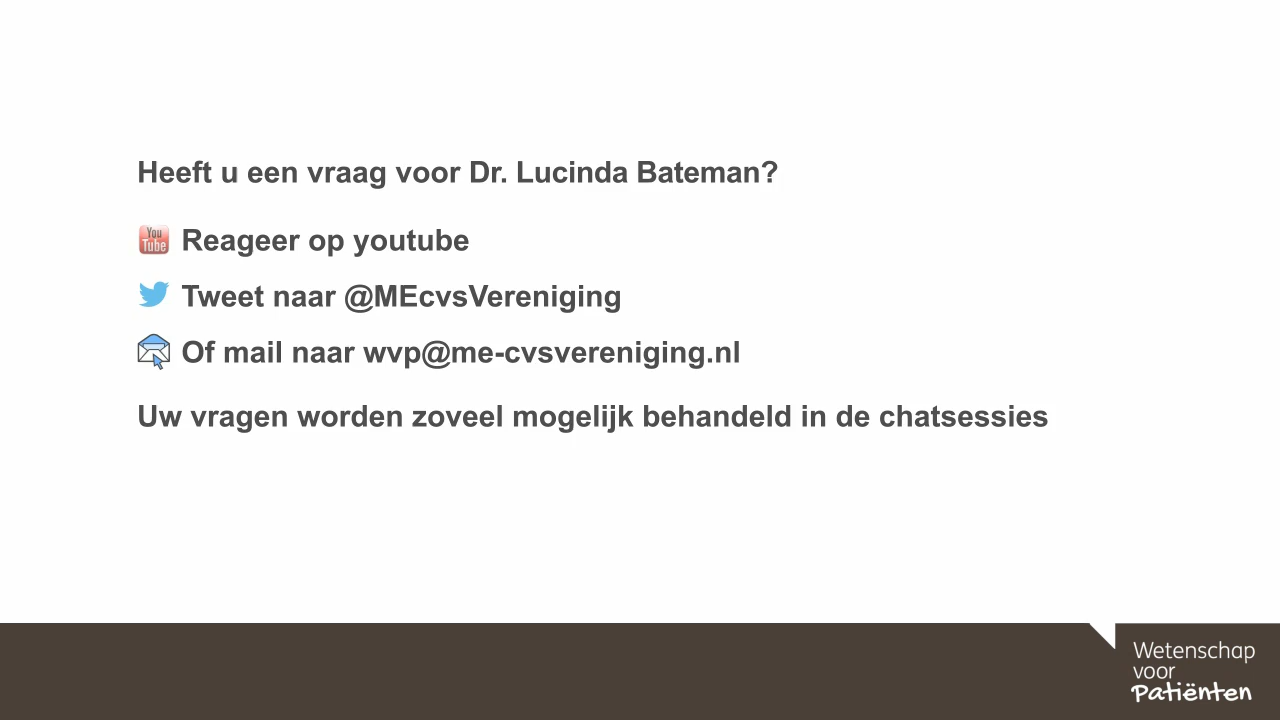 Heeft u een vraag voor Dr. Lucinda Bateman?
You
Tube
Reageer op youtube
Tweet naar @MEcvsVereniging
Of mail naar wvp@me-cvsvereniging.nl
Uw vragen worden zoveel mogelijk behandeld in de chatsessies
Wetenschap
voor
Patiënten